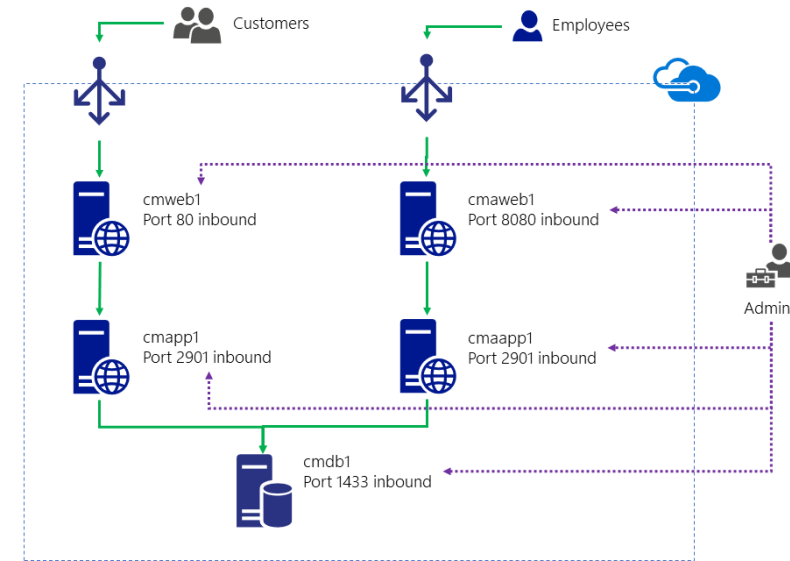 Customers
Employees
cmweb1
Port 80 inbound
cmaweb1
Port 8080 inbound
Admin
cmapp1
Port 2901 inbound
cmaapp1
Port 2901 inbound
cmdb1
Port 1433 inbound